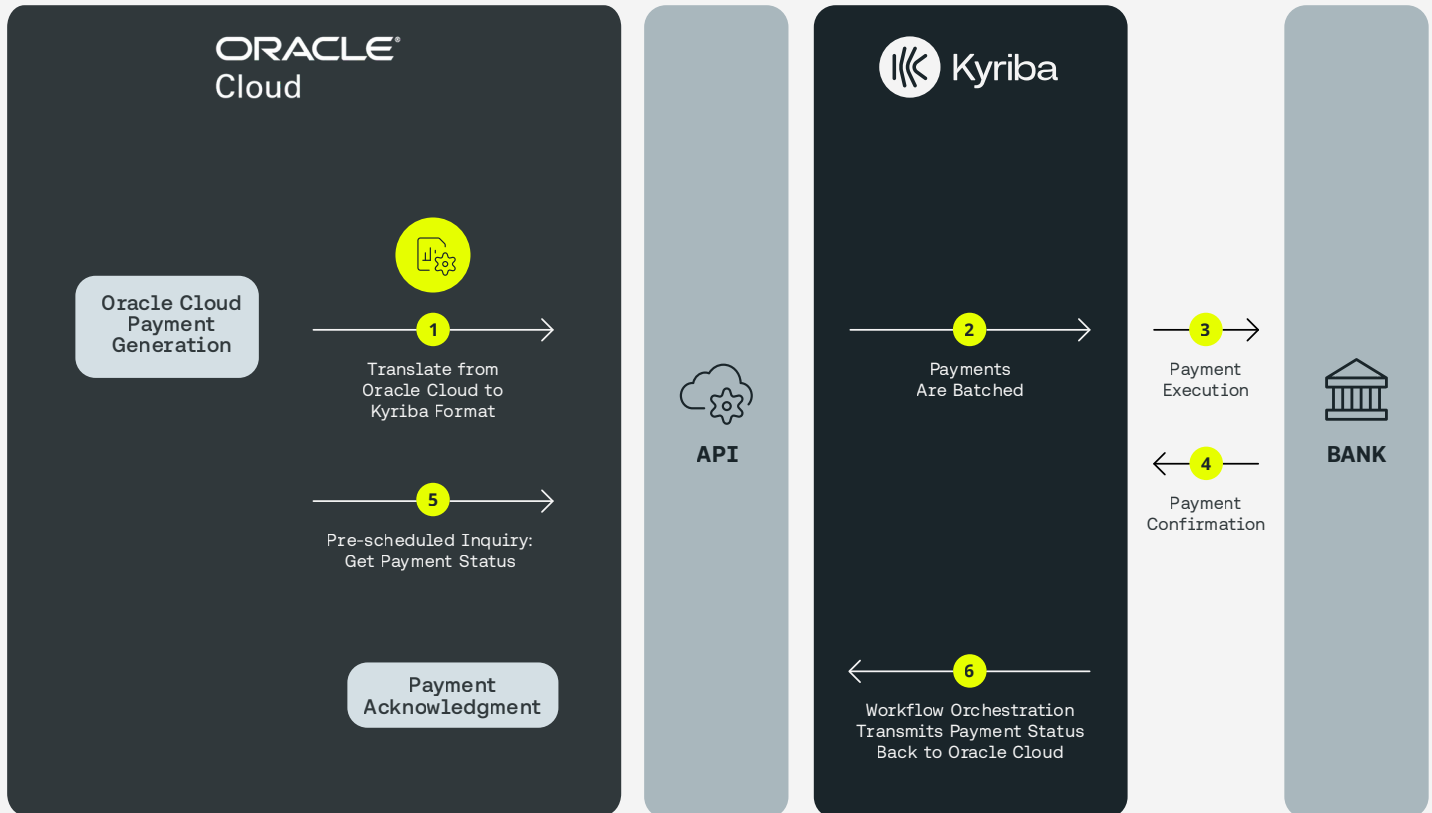 ORACLE®
Cloud
Oracle Cloud
Payment
Generation
1
Translate from
Oracle Cloud to
Kyriba Format
5
Pre-scheduled Inquiry:
Get Payment Status
Payment
Acknowledgment
API
Kyriba
2
Payments
Are Batched
6
Workflow Orchestration
Transmits Payment Status
Back to Oracle Cloud
3
Payment
Execution
4
Payment
Confirmation
BANK